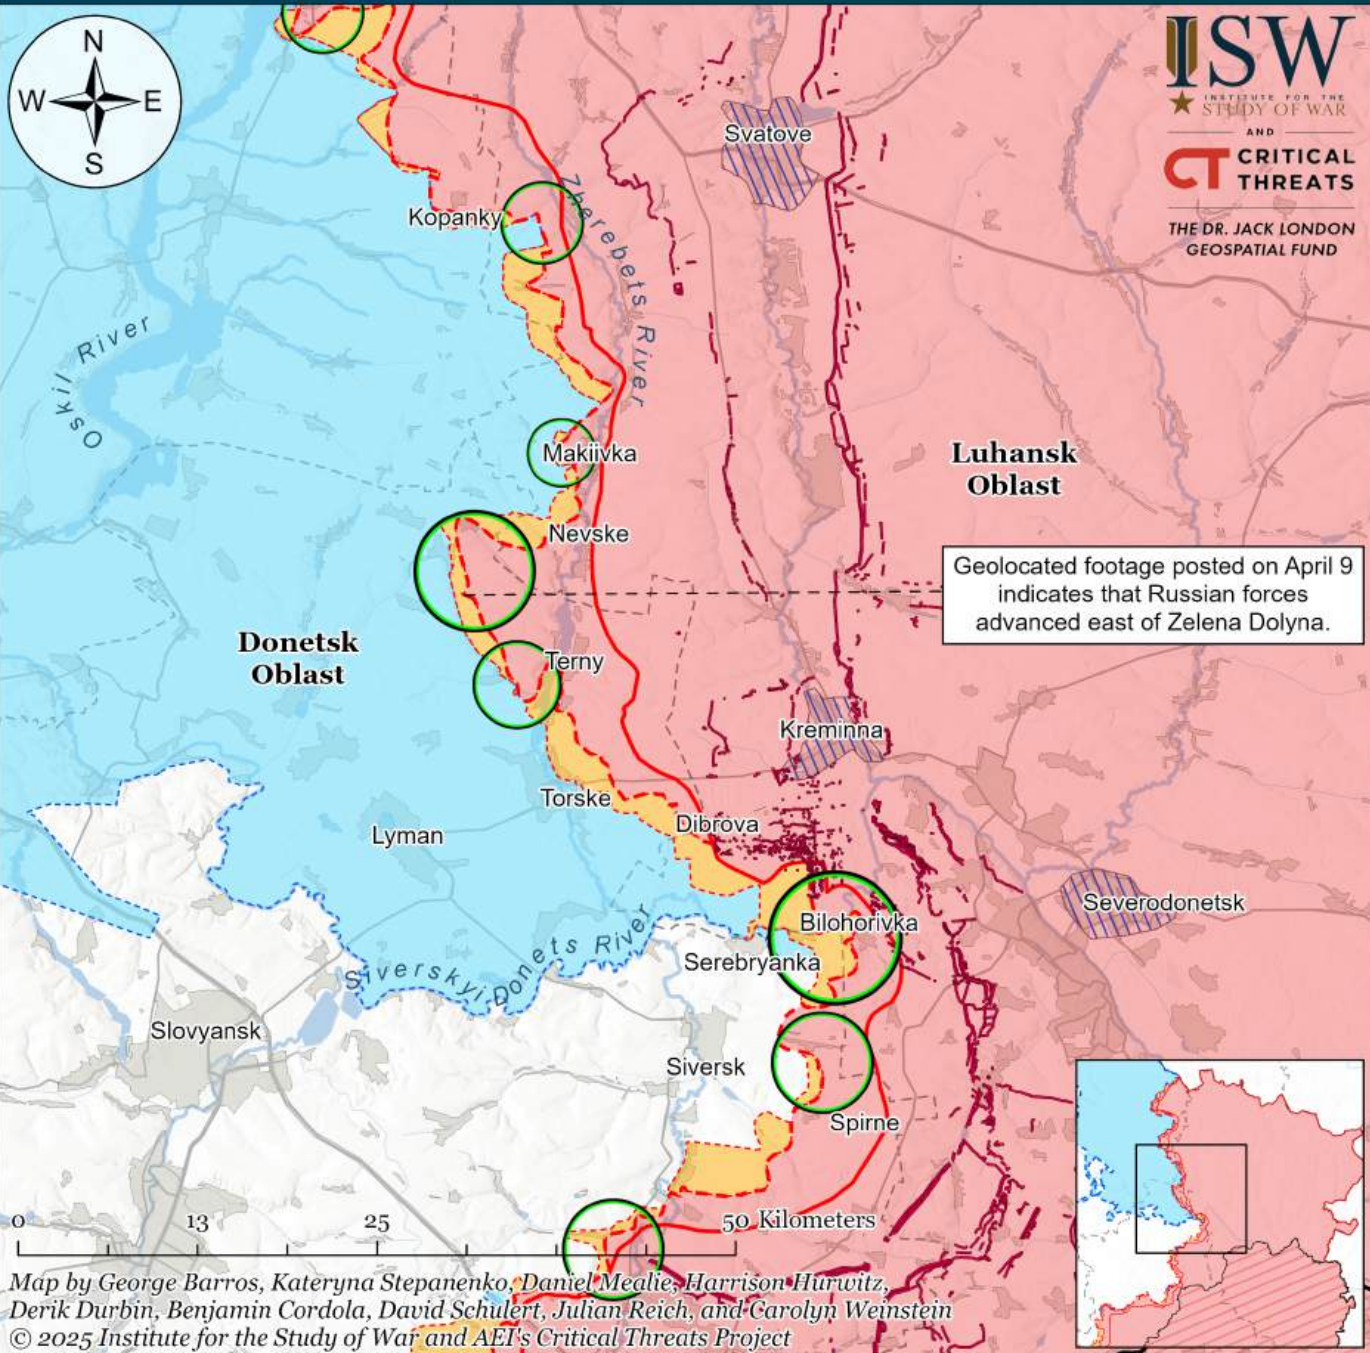 N
W
E
S
ISW
INSTITUTE FOR THE
STUDY OF WAR
AND
CT CRITICAL
THREATS
THE DR. JACK LONDON
GEOSPATIAL FUND
Svatove
Kopanky
Zherebets River
Oskil River
Makiivka
Luhansk
Oblast
Nevske
Geolocated footage posted on April 9
indicates that Russian forces
advanced east of Zelena Dolyna.
Donetsk
Oblast
Terny
Kreminna
Torske
Dibrova
Lyman
Severodonetsk
Bilohorivka
Serebryanka
Siverskyi Donets River
Slovyansk
Siversk
Spirne
0 13 25 50 Kilometers
Map by George Barros, Kateryna Stepanenko, Daniel Mealie, Harrison Hurwitz,
Derik Durbin, Benjamin Cordola, David Schulert, Julian Reich, and Carolyn Weinstein
© 2025 Institute for the Study of War and AEI's Critical Threats Project